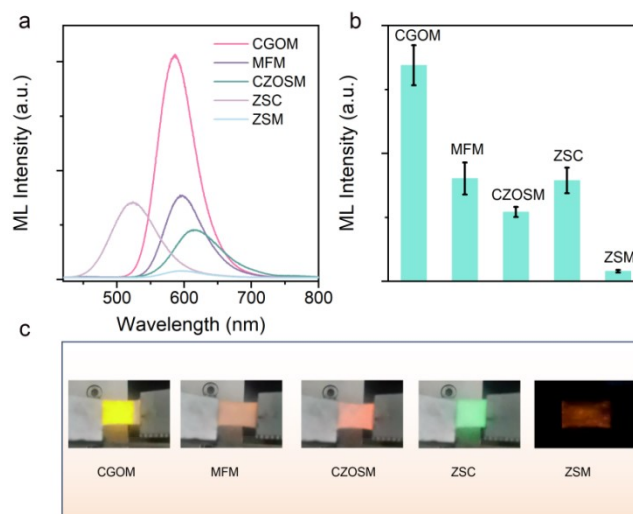 a
ML Intensity (a.u.)
CGOM
MFM
CZOSM
ZSC
ZSM
500
600
700
800
Wavelength (nm)
b
ML Intensity (a.u.)
CGOM
MFM
CZOSM
ZSC
ZSM
c
CGOM
MFM
CZOSM
ZSC
ZSM